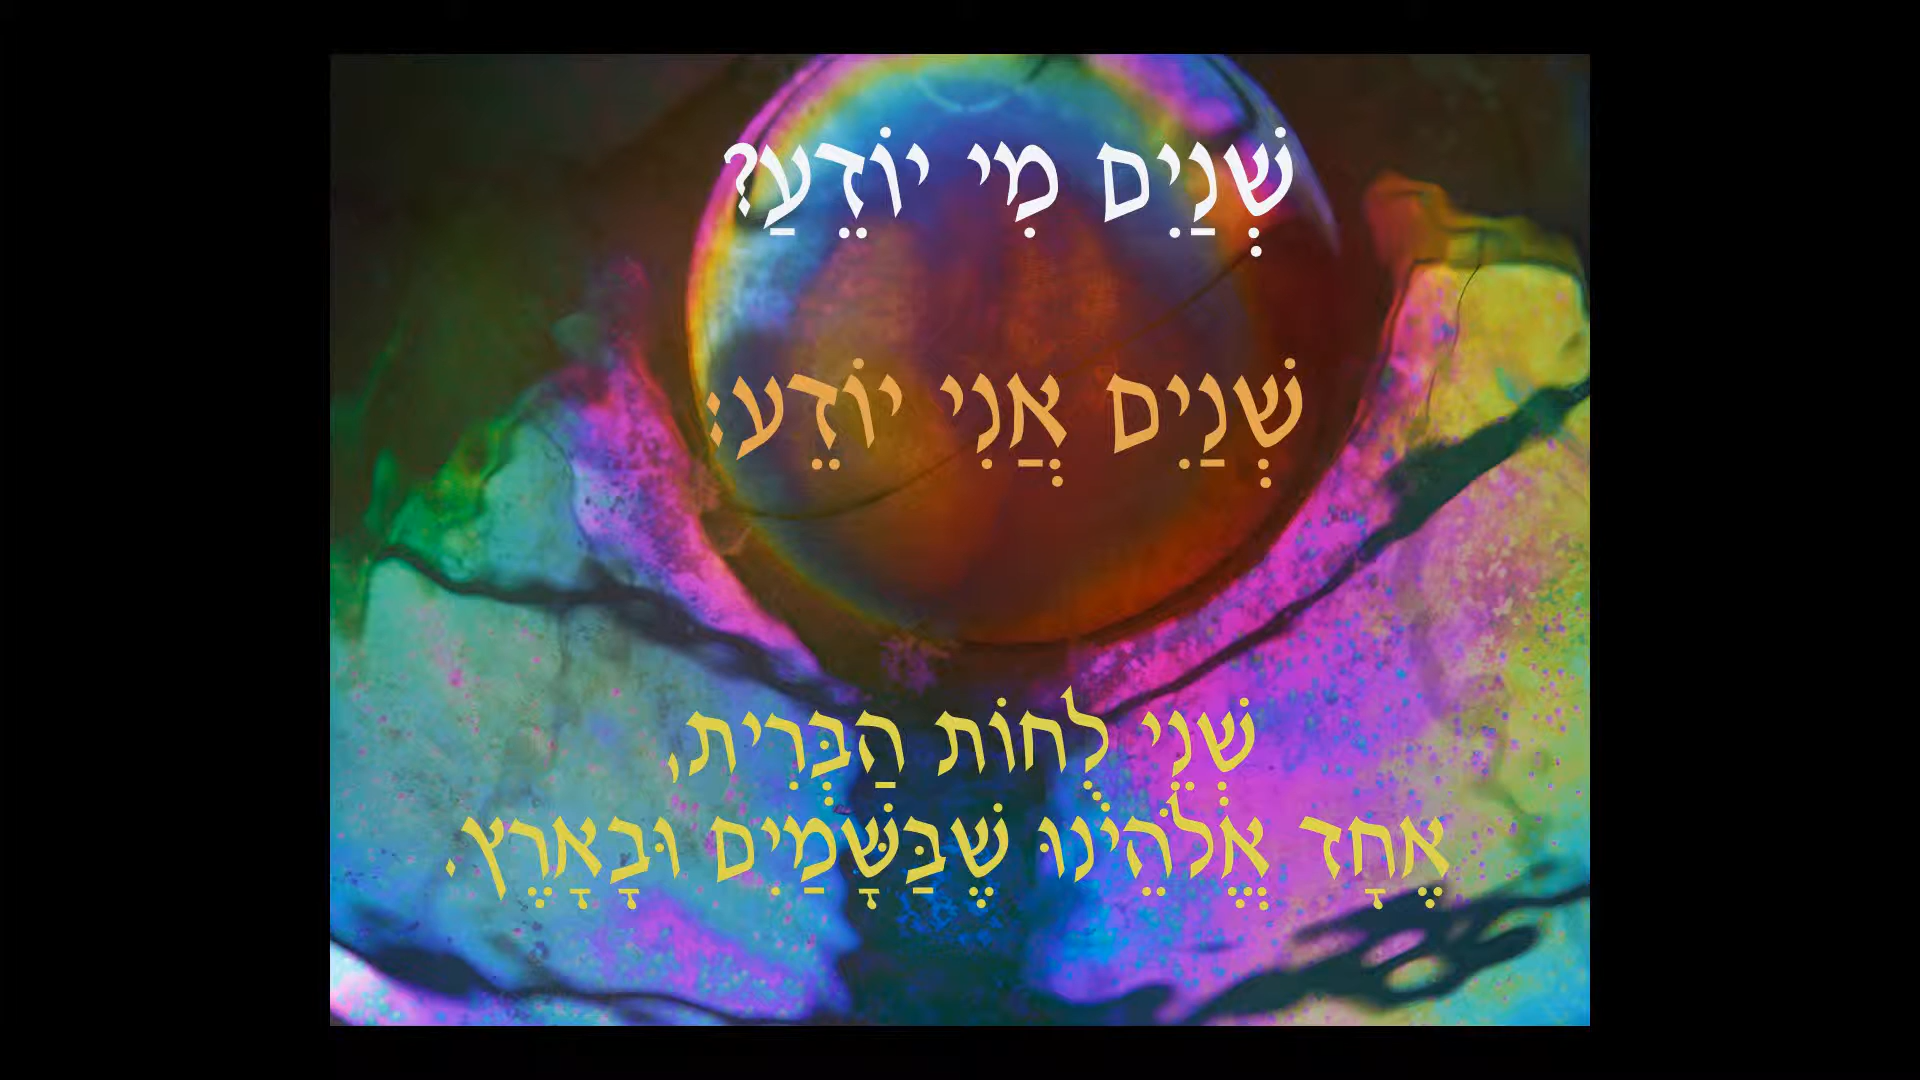 שְׁנַיִם מִי יוֹדֵעַ?
שְׁנַיִם אֲנִי יוֹדֵע:
שְׁנֵי לֻחוֹת הַבְּרִית,
אֶחָד אֱלֹהֵינוּ שֶׁבַּשָּׁמַיִם וּבָאָרֶץ.